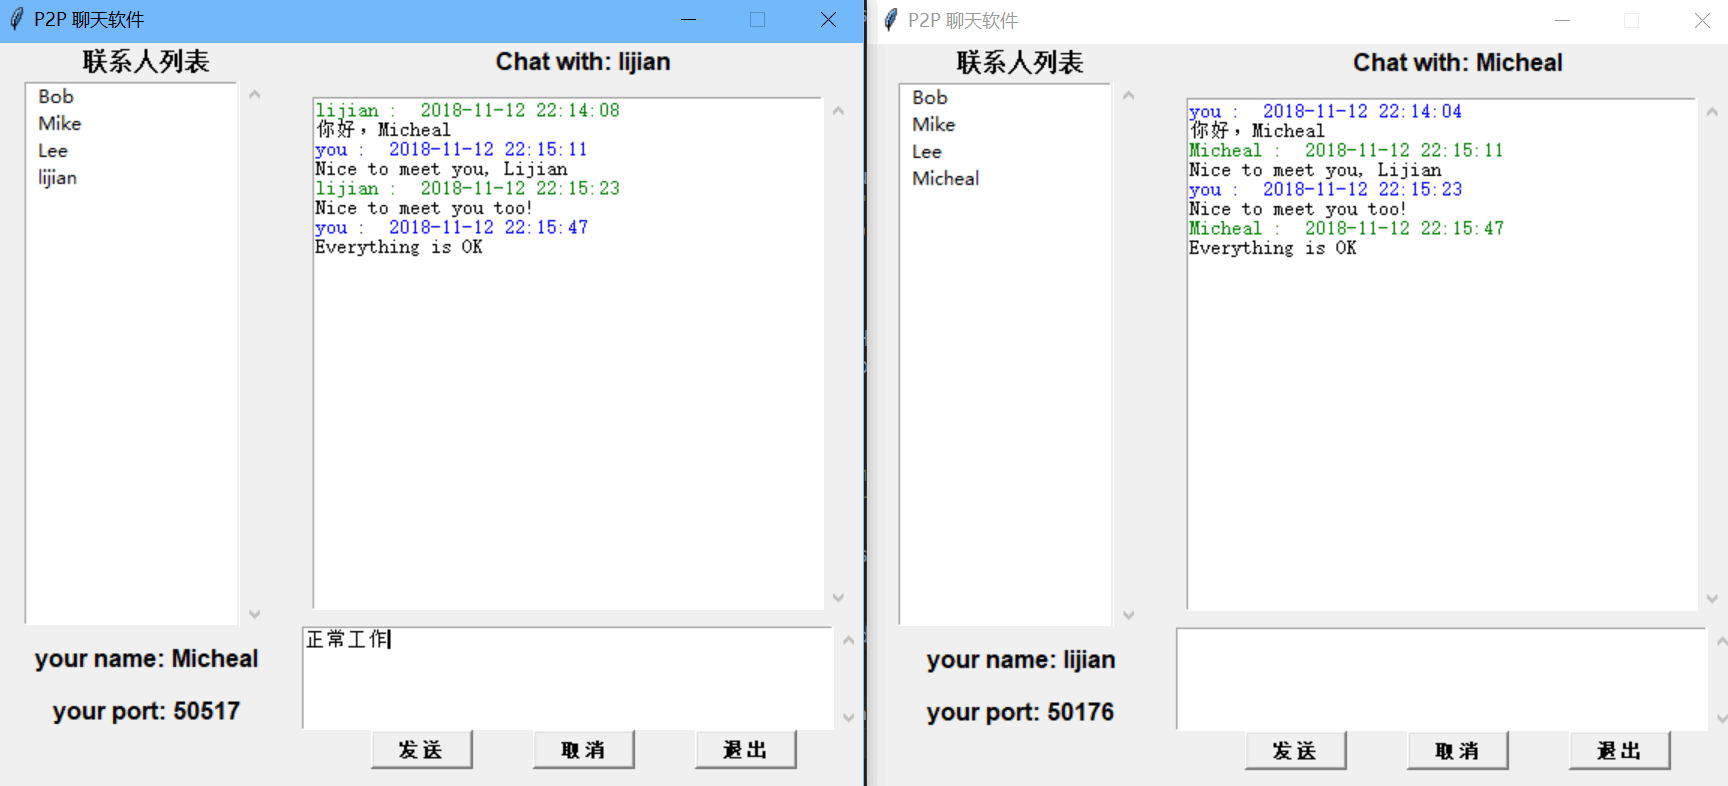 P2P 聊天软件
联系人列表
Bob
Mike
Lee
lijian
Chat with: lijian
lijian :  2018-11-12 22:14:08
你好，Micheal
you :  2018-11-12 22:15:11
Nice to meet you, Lijian
lijian :  2018-11-12 22:15:23
Nice to meet you too!
you :  2018-11-12 22:15:47
Everything is OK
正常工作
your name: Micheal
your port: 50517
发送
取消
退出
P2P 聊天软件
联系人列表
Bob
Mike
Lee
Micheal
Chat with: Micheal
you :  2018-11-12 22:14:04
你好，Micheal
Micheal :  2018-11-12 22:15:11
Nice to meet you, Lijian
you :  2018-11-12 22:15:23
Nice to meet you too!
Micheal :  2018-11-12 22:15:47
Everything is OK
your name: lijian
your port: 50176
发送
取消
退出